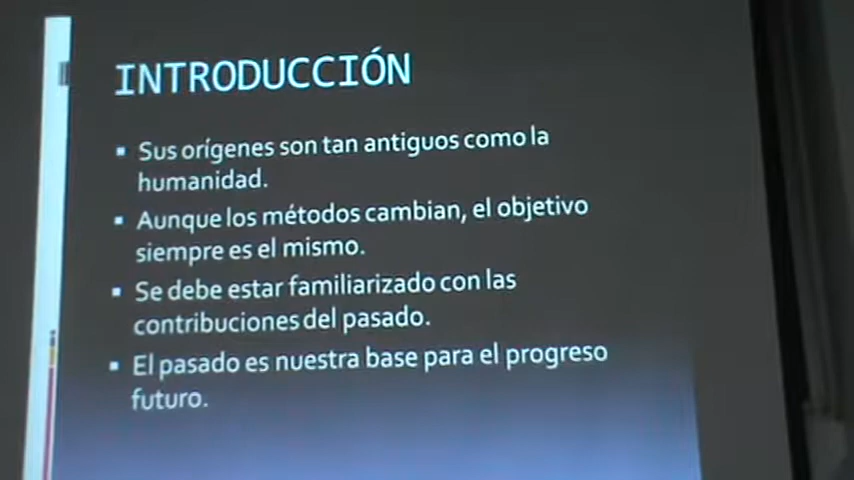 INTRODUCCIÓN
▪ Sus orígenes son tan antiguos como la
humanidad.
▪ Aunque los métodos cambian, el objetivo
siempre es el mismo.
▪ Se debe estar familiarizado con las
contribuciones del pasado.
▪ El pasado es nuestra base para el progreso
futuro.